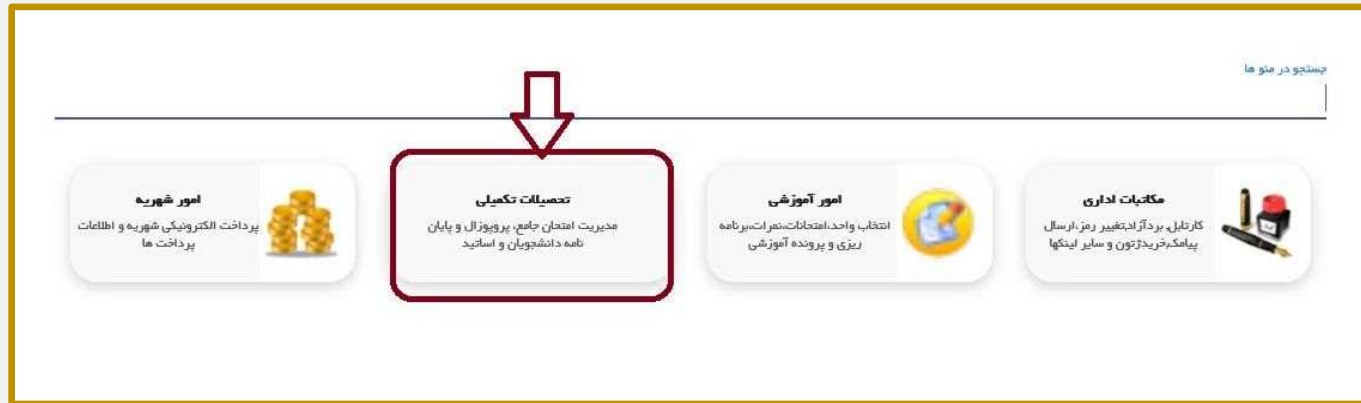 جستجو در منو ها
مکاتبات اداری
کارتابل، بردآزاد،تغییر رمز،ارسال
پیامک،خریدژتون و سایر لینکها
امور آموزشی
انتخاب واحد،امتحانات،نمرات،برنامه
ریزی و پرونده آموزشی
تحصیلات تکمیلی
مدیریت امتحان جامع، پروپوزال و پایان
نامه دانشجویان و اساتید
امور شهریه
پرداخت الکترونیکی شهریه و اطلاعات
پرداخت ها